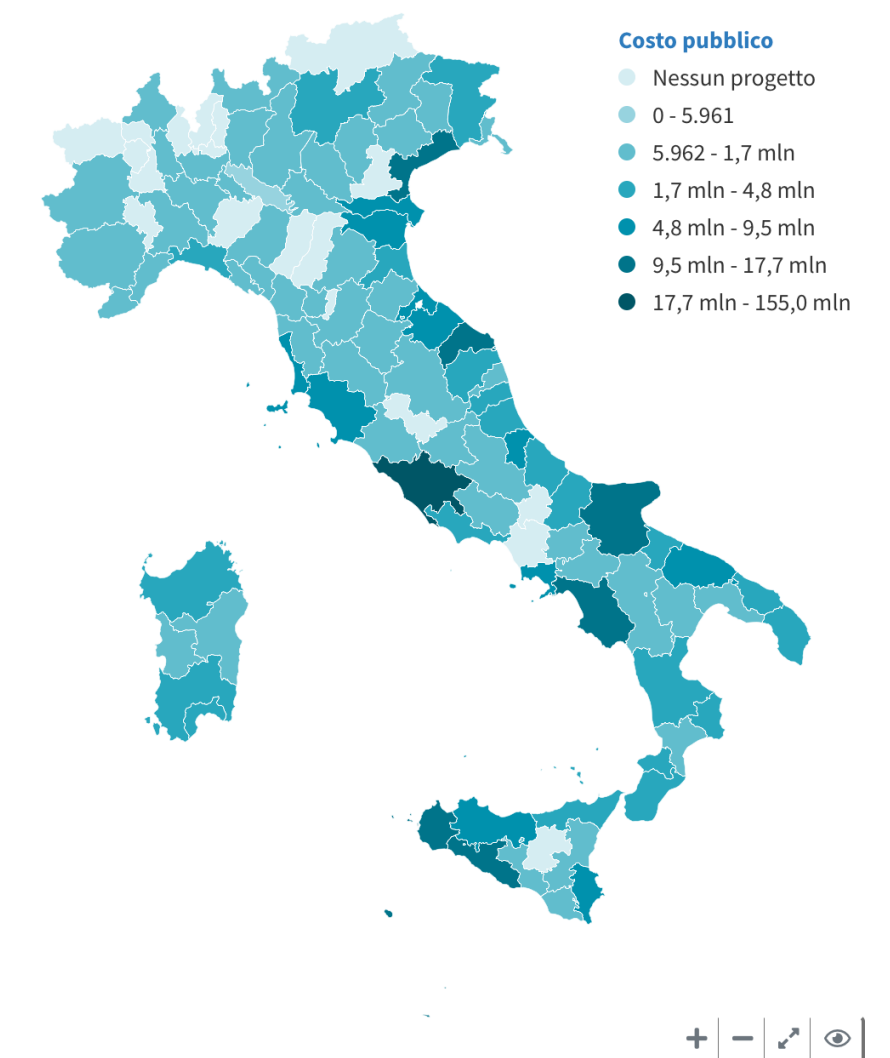 Costo pubblico
Nessun progetto
0 - 5.961
5.962 - 1,7 mln
1,7 mln - 4,8 mln
4,8 mln - 9,5 mln
9,5 mln - 17,7 mln
17,7 mln - 155,0 mln